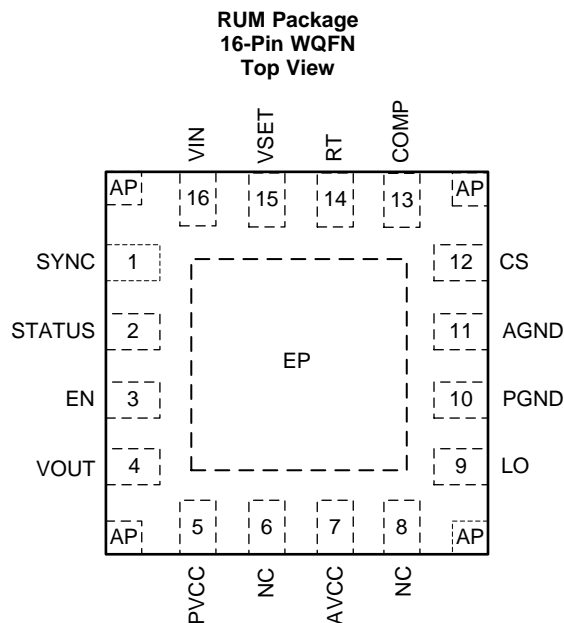 RUM Package
16-Pin WQFN
Top View
VIN VSET RT COMP
AP 16 15 14 13 AP
SYNC 1 12 CS
STATUS 2 11 AGND
EP
EN 3 10 PGND
VOUT 4 9 LO
AP 5 6 7 8 AP
PVCC NC AVCC NC